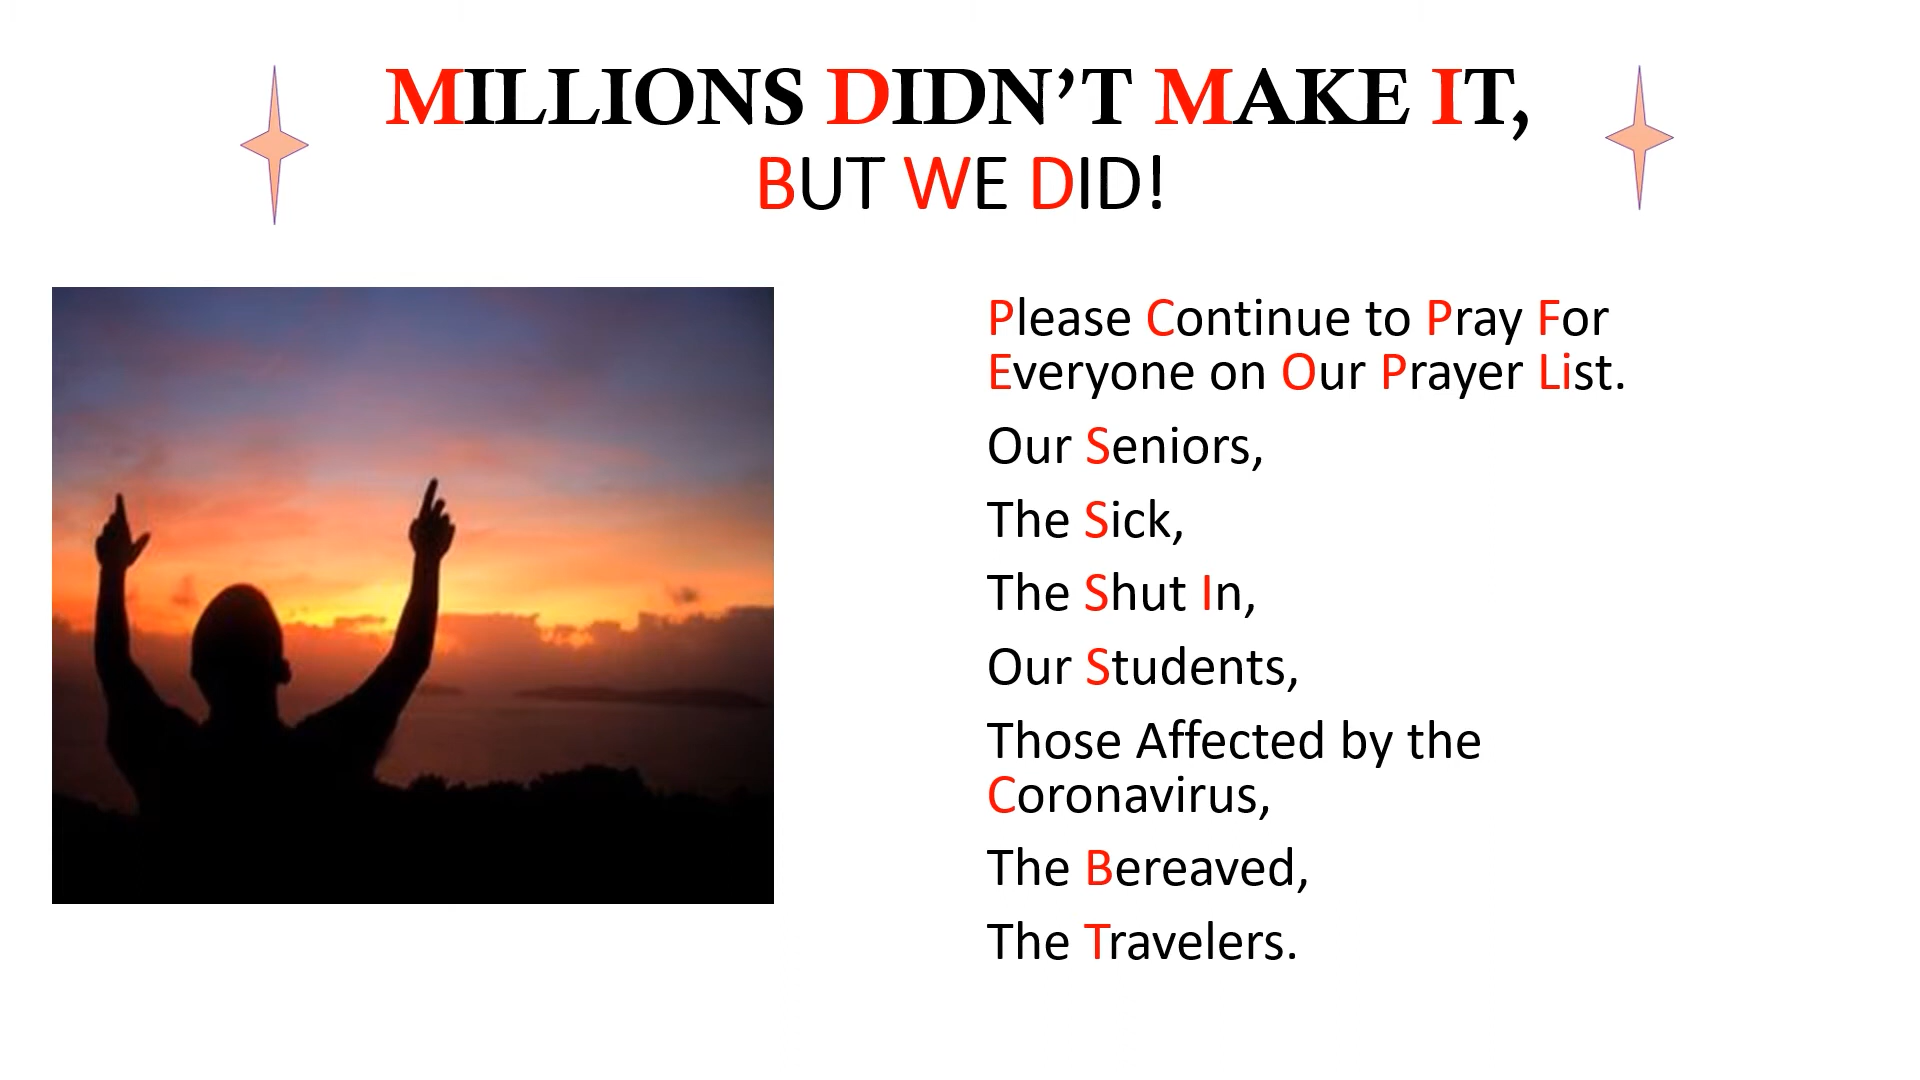 MILLIONS DIDN’T MAKE IT,
BUT WE DID!
Please Continue to Pray For
Everyone on Our Prayer List.
Our Seniors,
The Sick,
The Shut In,
Our Students,
Those Affected by the
Coronavirus,
The Bereaved,
The Travelers.